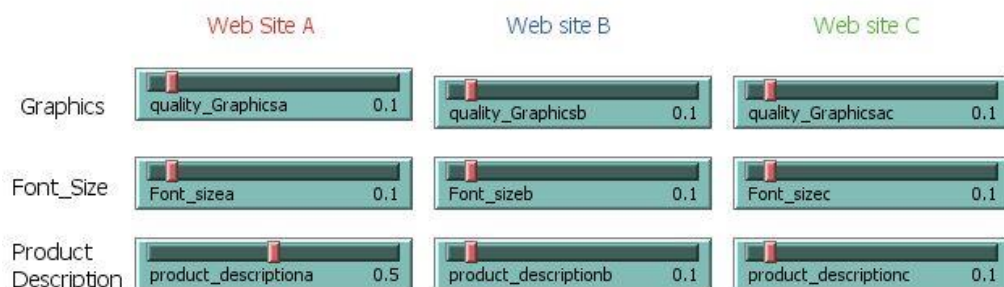 Web Site A Web site B Web site C
Graphics quality_Graphicsa 0.1 quality_Graphicsb 0.1 quality_Graphicsac 0.1
Font_Size Font_sizea 0.1 Font_sizeb 0.1 Font_sizec 0.1
Product
Description product_descriptiona 0.5 product_descriptionb 0.1 product_descriptionc 0.1